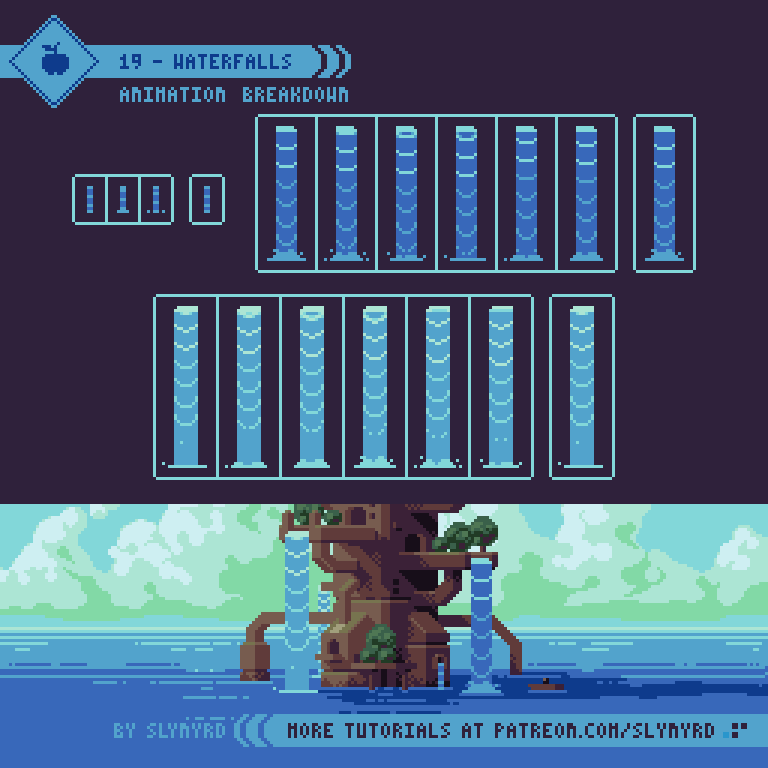 19 - WATERFALLS
ANIMATION BREAKDOWN
BY SLYNYRD
MORE TUTORIALS AT PATREON.COM/SLYNYRD